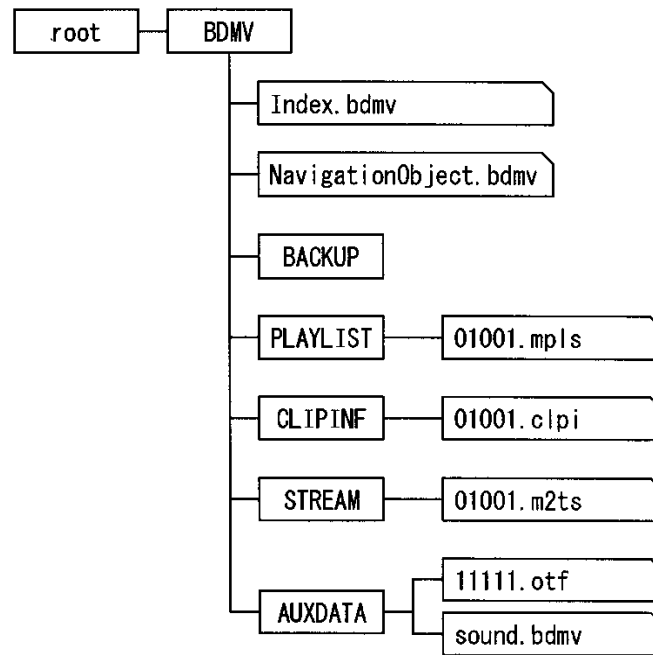 root
BDMV
Index.bdmv
NavigationObject.bdmv
BACKUP
PLAYLIST
01001.mpls
CLIPINF
01001.clpi
STREAM
01001.m2ts
11111.otf
AUXDATA
sound.bdmv